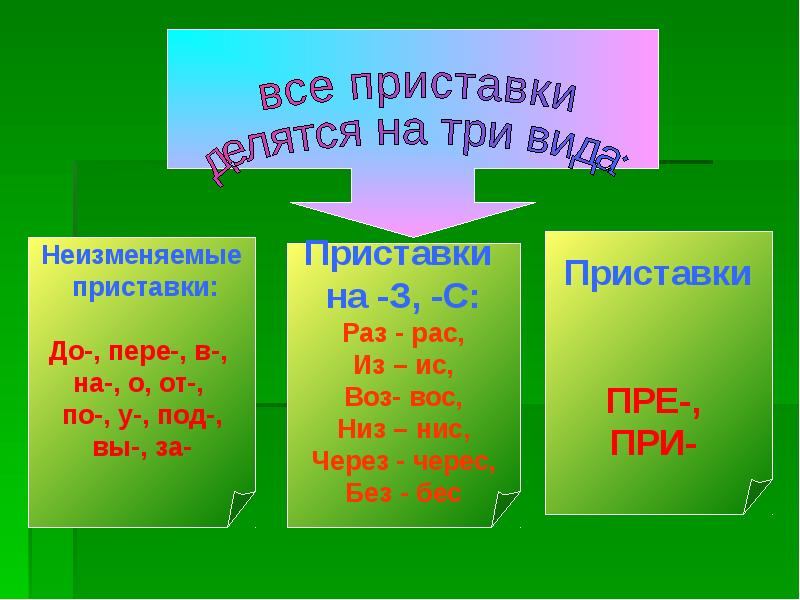 все приставки
делятся на три вида.
Неизменяемые
приставки:
До-, пере-, в-,
на-, о, от-,
по-, у-, под-,
вы-, за-
Приставки
на -З, -С:
Раз - рас,
Из – ис,
Воз- вос,
Низ – нис,
Через - черес,
Без - бес
Приставки
ПРЕ-,
ПРИ-